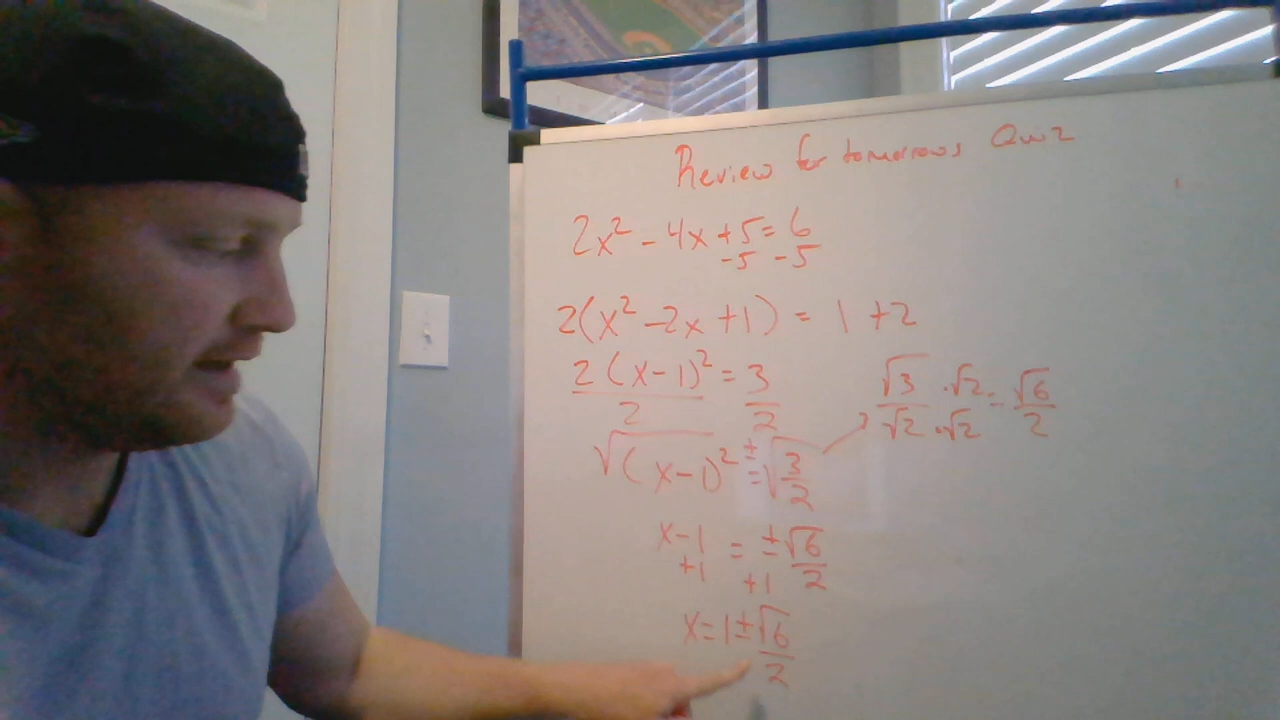 Review for tomorrows Quiz
2x² - 4x + 5 = 6
-5 -5
2(x² - 2x + 1) = 1 + 2
2(x-1)² = 3
2 2
√3 · √2 = √6
√2 · √2 2
√(x-1)² = ± √3/2
x-1 = ± √6/2
+1 +1
x = 1 ± √6/2